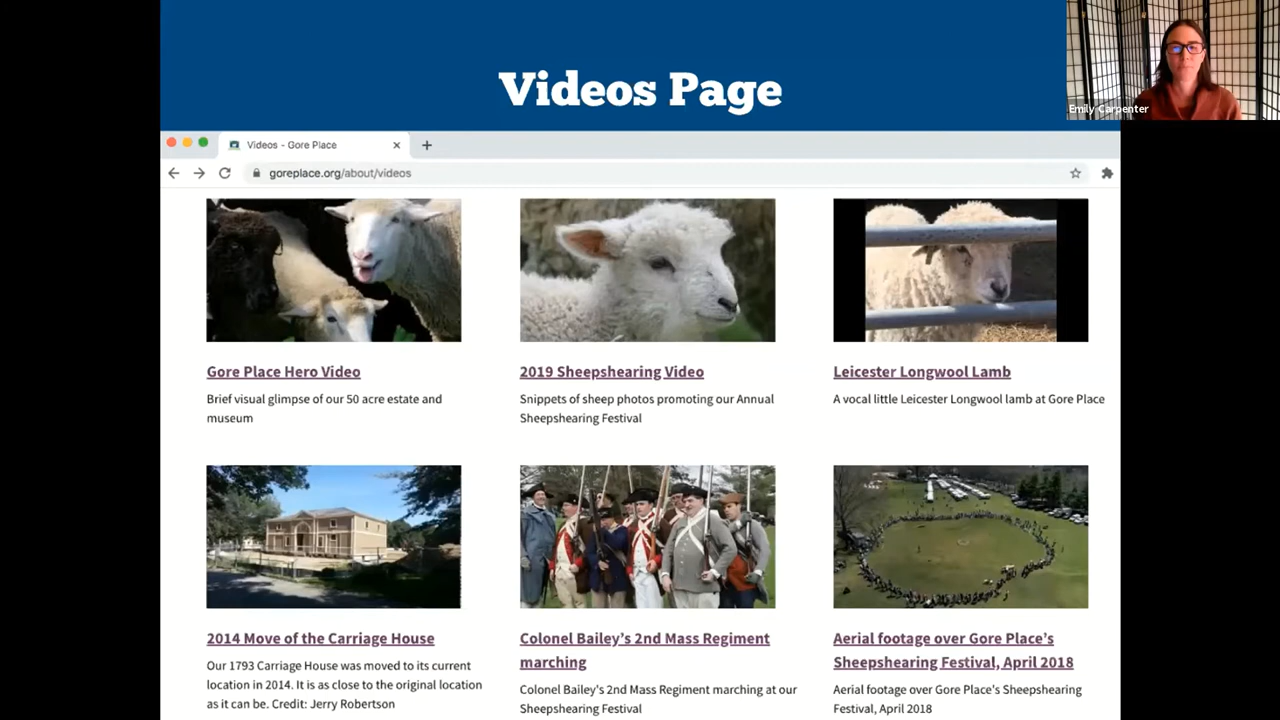 Videos Page
Emily Carpenter
Videos - Gore Place
goreplace.org/about/videos
Gore Place Hero Video
Brief visual glimpse of our 50 acre estate and
museum
2019 Sheepshearing Video
Snippets of sheep photos promoting our Annual
Sheepshearing Festival
Leicester Longwool Lamb
A vocal little Leicester Longwool lamb at Gore Place
2014 Move of the Carriage House
Our 1793 Carriage House was moved to its current
location in 2014. It is as close to the original location
as it can be. Credit: Jerry Robertson
Colonel Bailey’s 2nd Mass Regiment
marching
Colonel Bailey’s 2nd Mass Regiment marching at our
Sheepshearing Festival
Aerial footage over Gore Place’s
Sheepshearing Festival, April 2018
Aerial footage over Gore Place’s Sheepshearing
Festival, April 2018